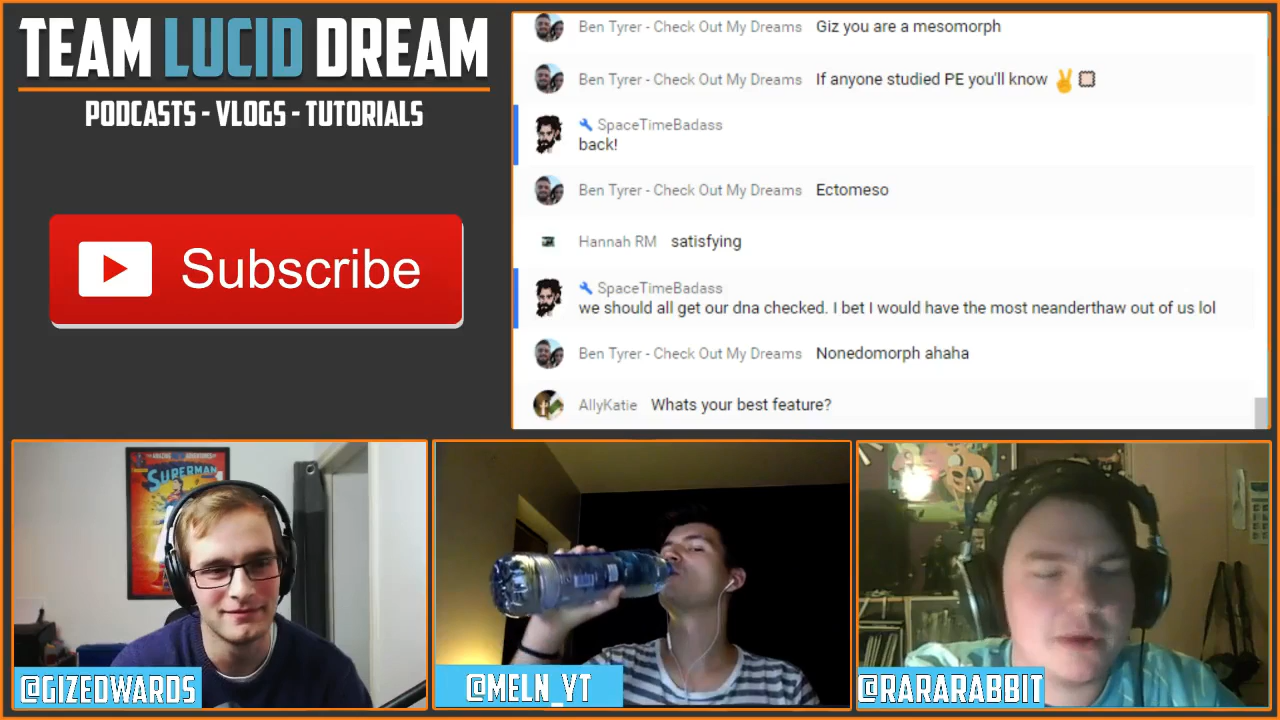 TEAM LUCID DREAM
PODCASTS - VLOGS - TUTORIALS
Subscribe
Ben Tyrer - Check Out My Dreams Giz you are a mesomorph
Ben Tyrer - Check Out My Dreams If anyone studied PE you'll know ✌
SpaceTimeBadass
back!
Ben Tyrer - Check Out My Dreams Ectomeso
Hannah RM satisfying
SpaceTimeBadass
we should all get our dna checked. I bet I would have the most neanderthaw out of us lol
Ben Tyrer - Check Out My Dreams Nonedomorph ahaha
AllyKatie Whats your best feature?
SUPERMAN
@GIZEDWARDS
@MELN_YT
@RARARABBIT